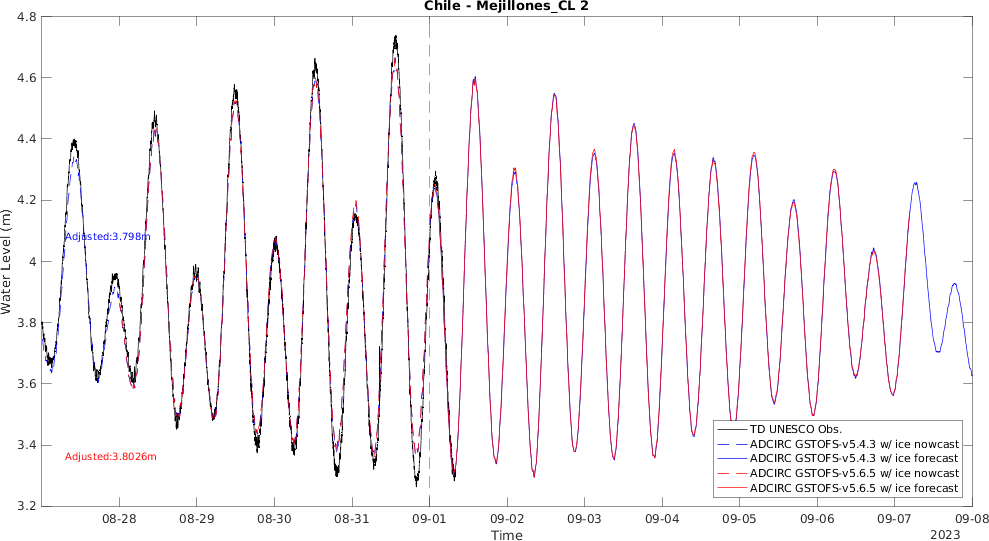 Chile - Mejillones_CL 2
Water Level (m)
4.8
4.6
4.4
4.2
4
3.8
3.6
3.4
3.2
Adjusted:3.798m
Adjusted:3.8026m
TD UNESCO Obs.
ADCIRC GSTOFS-v5.4.3 w/ ice nowcast
ADCIRC GSTOFS-v5.4.3 w/ ice forecast
ADCIRC GSTOFS-v5.6.5 w/ ice nowcast
ADCIRC GSTOFS-v5.6.5 w/ ice forecast
08-28 08-29 08-30 08-31 09-01 09-02 09-03 09-04 09-05 09-06 09-07 09-08
Time
2023